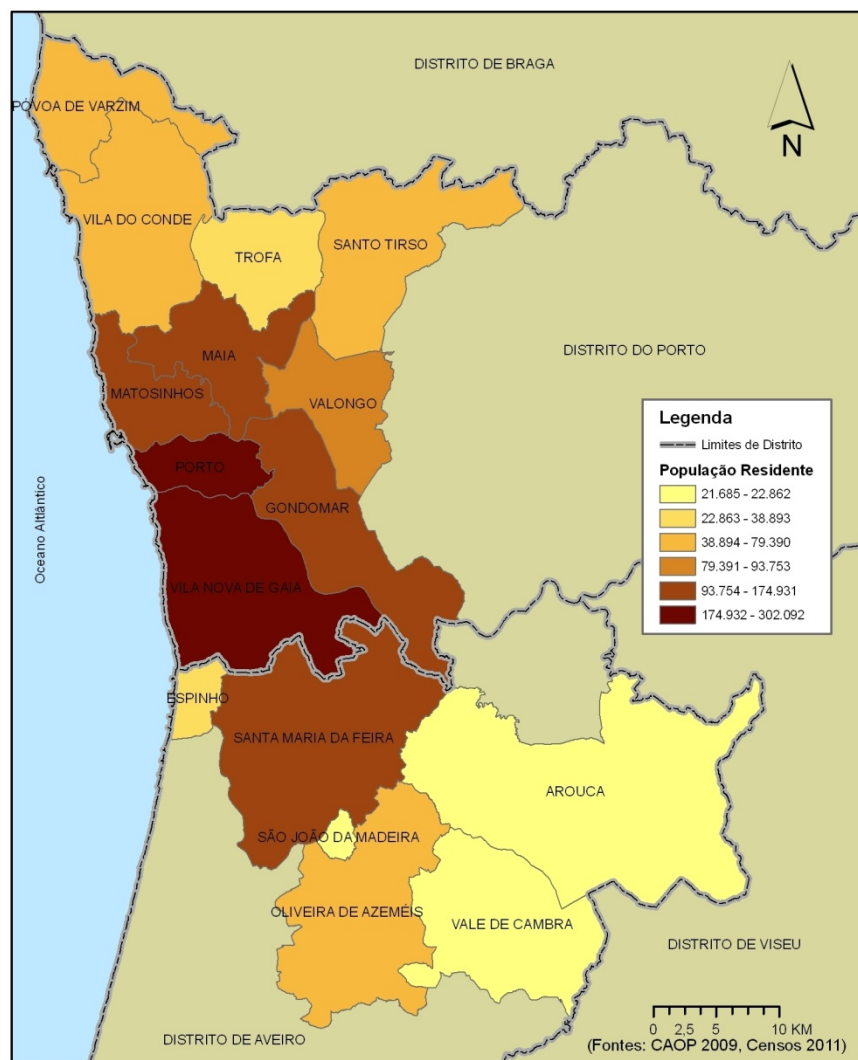 DISTRITO DE BRAGA
PÓVOA DE VARZIM
N
VILA DO CONDE
SANTO TIRSO
TROFA
DISTRITO DO PORTO
MAIA
MATOSINHOS
VALONGO
PORTO
GONDOMAR
Oceano Altlântico
VILA NOVA DE GAIA
Legenda
Limites de Distrito
População Residente
21.685 - 22.862
22.863 - 38.893
38.894 - 79.390
79.391 - 93.753
93.754 - 174.931
174.932 - 302.092
ESPINHO
SANTA MARIA DA FEIRA
AROUCA
SÃO JOÃO DA MADEIRA
OLIVEIRA DE AZEMÉIS
VALE DE CAMBRA
DISTRITO DE VISEU
DISTRITO DE AVEIRO
0 2,5 5 10 KM
(Fontes: CAOP 2009, Censos 2011)